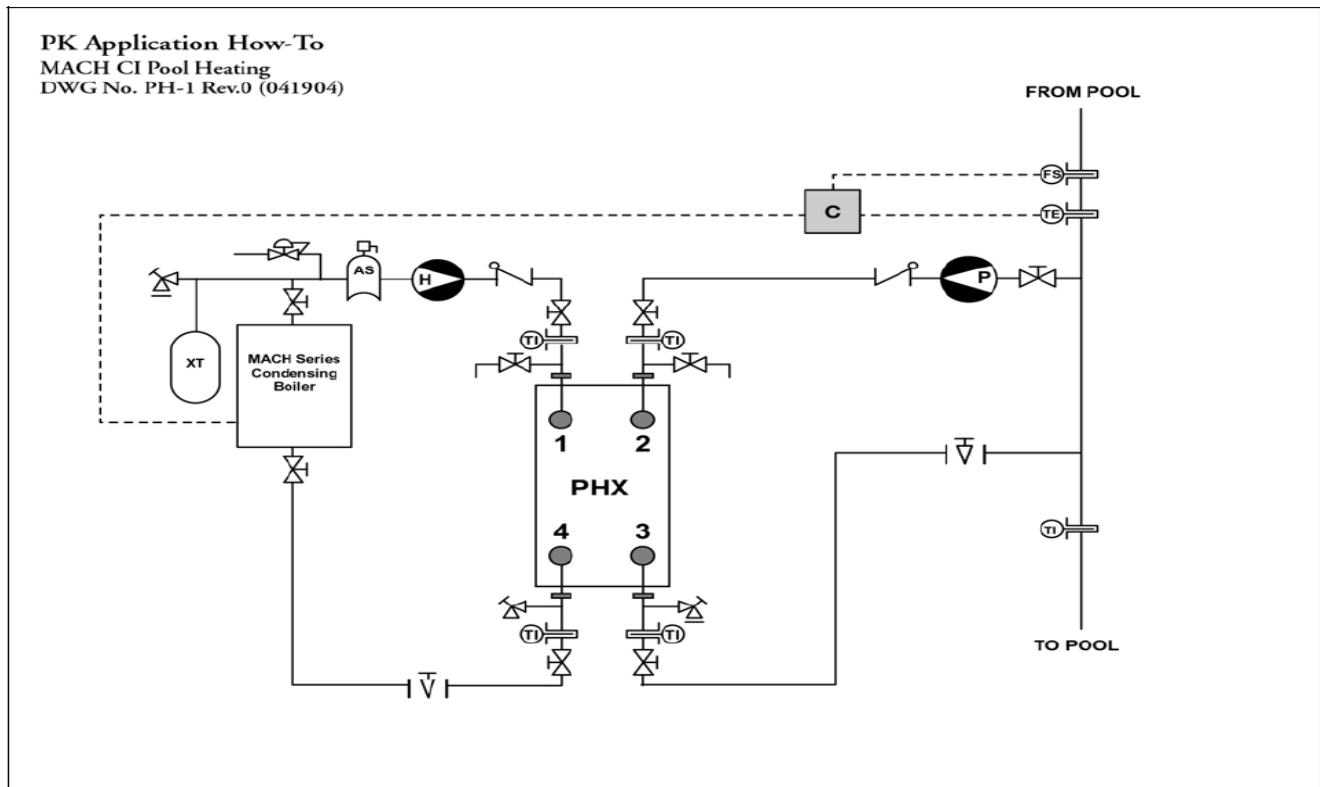 PK Application How-To
MACH CI Pool Heating
DWG No. PH-1 Rev.0 (041904)
FROM POOL
FS
C
TE
AS
H
P
XT
MACH Series
Condensing
Boiler
TI
TI
1
2
PHX
4
3
TI
TI
TI
TO POOL